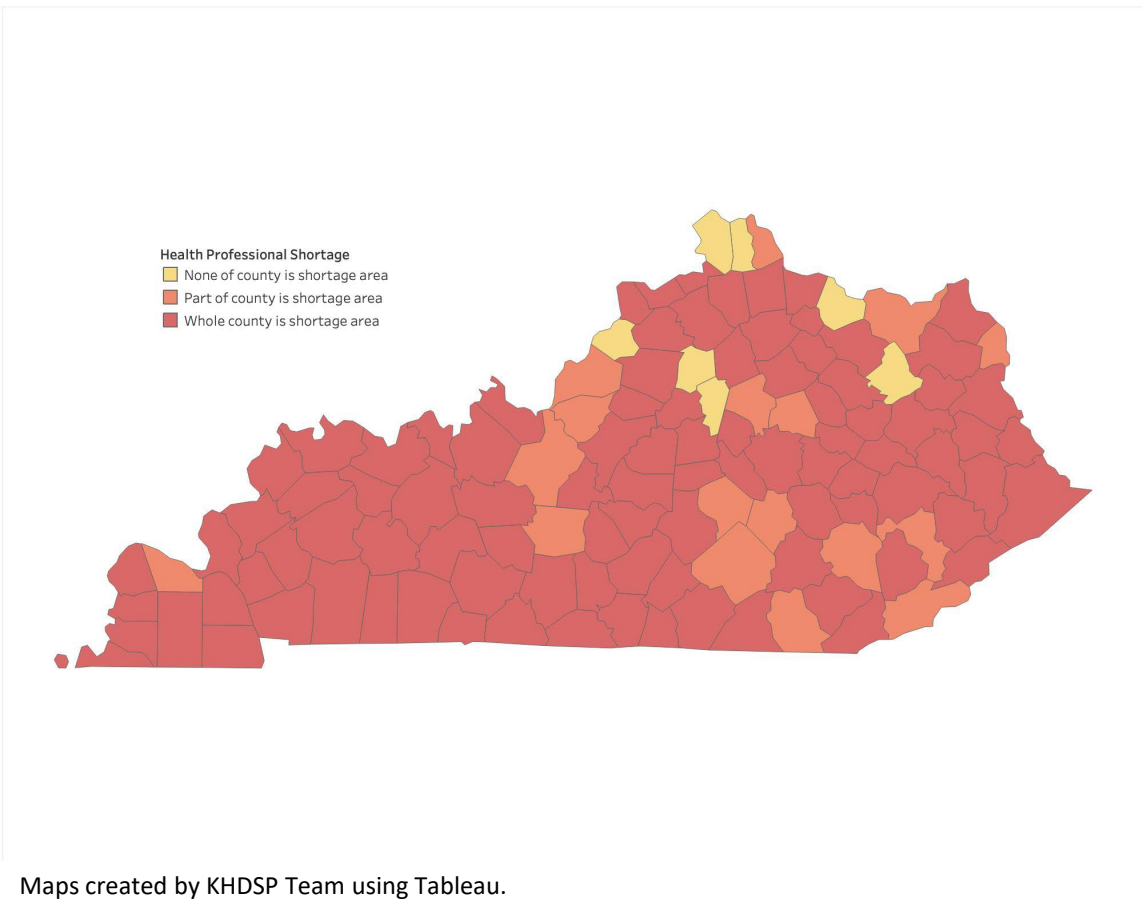 Health Professional Shortage
None of county is shortage area
Part of county is shortage area
Whole county is shortage area
Maps created by KHDSP Team using Tableau.